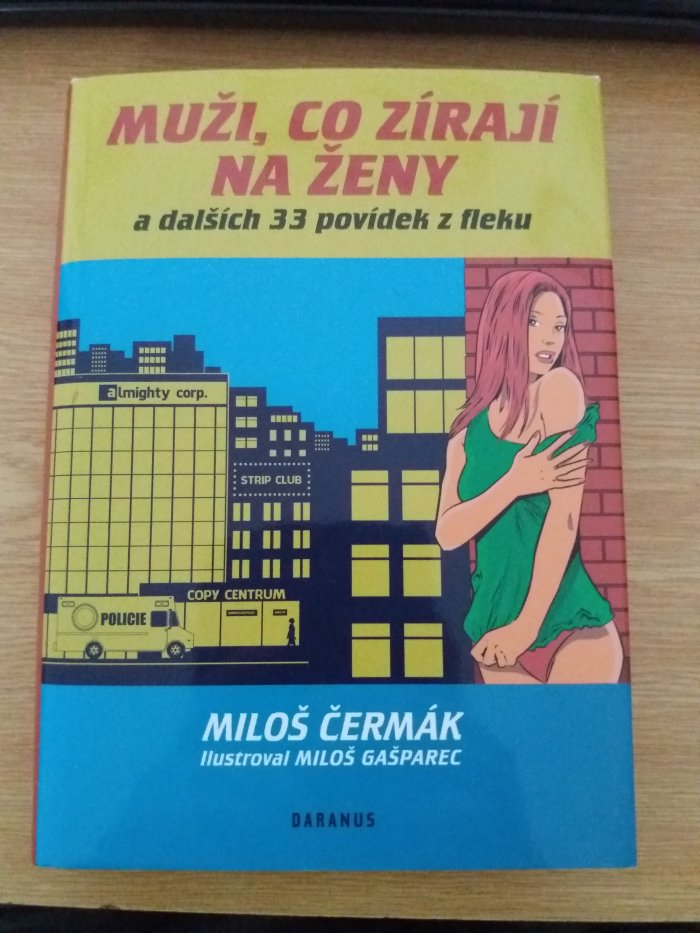 MUŽI, CO ZÍRAJÍ
NA ŽENY
a dalších 33 povídek z fleku
almighty corp.
STRIP CLUB
COPY CENTRUM
POLICIE
MILOŠ ČERMÁK
Ilustroval MILOŠ GAŠPAREC
DARANUS